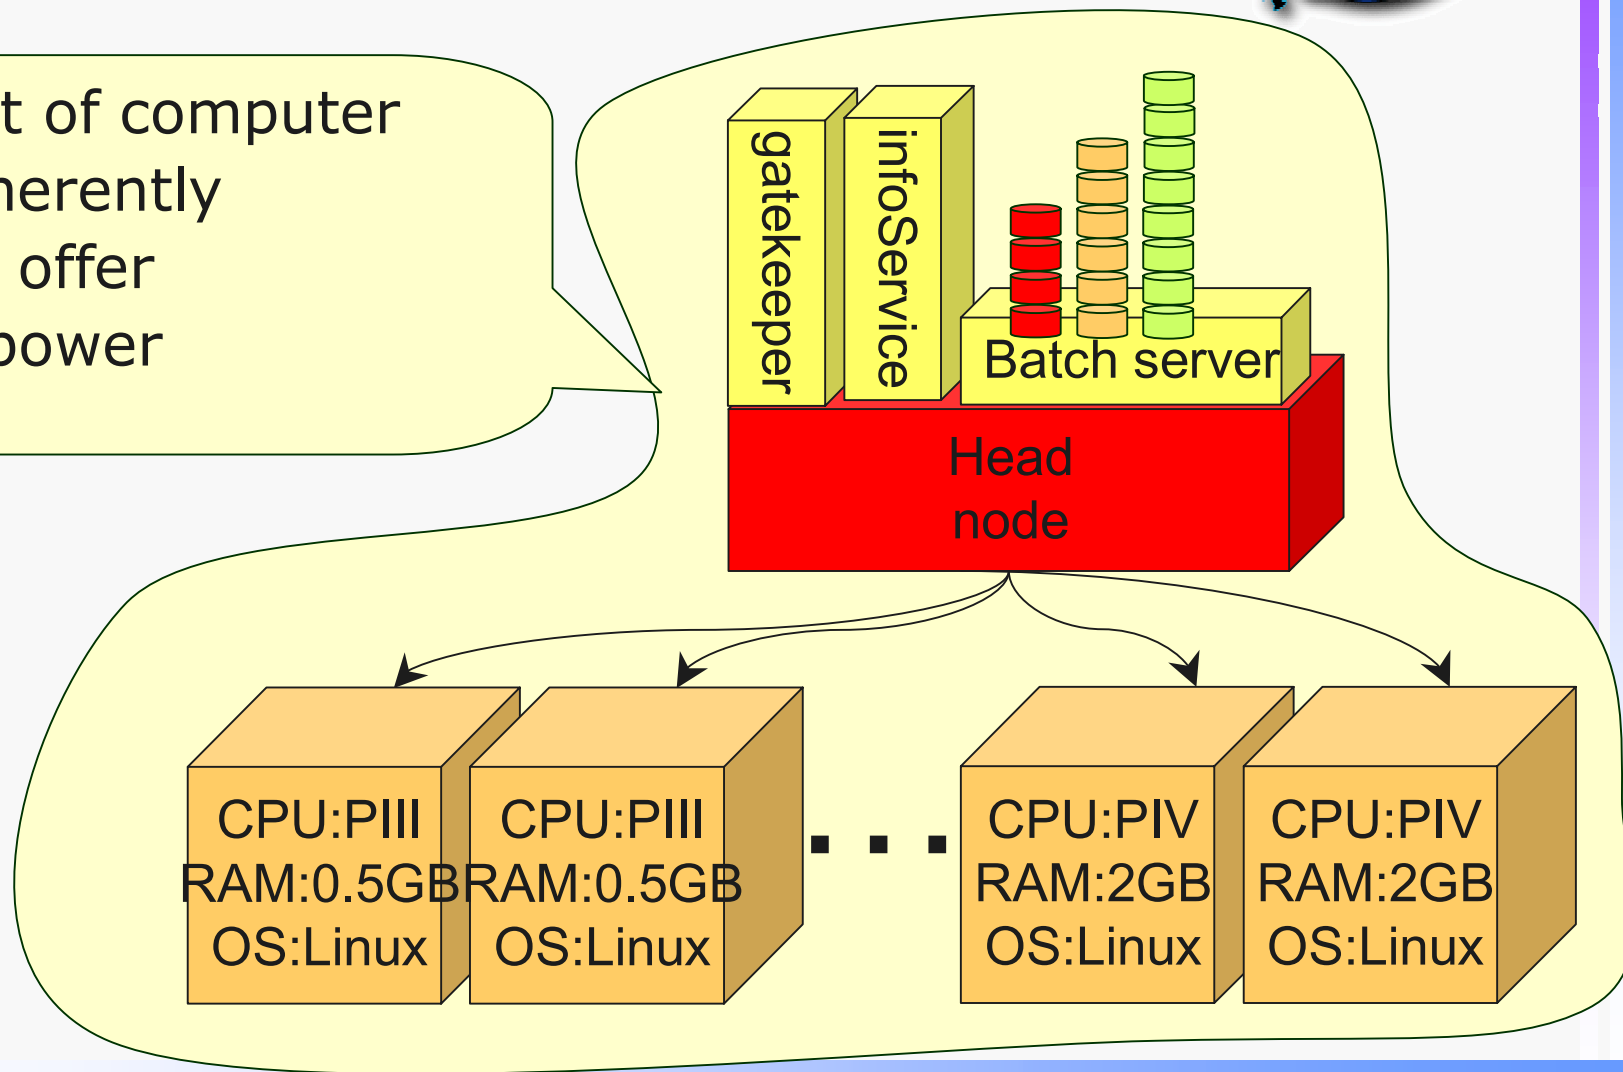 t of computer
herently
offer
power
gatekeeper
infoService
Batch server
Head
node
CPU:PIII
RAM:0.5GB
OS:Linux
CPU:PIII
RAM:0.5GB
OS:Linux
. . .
CPU:PIV
RAM:2GB
OS:Linux
CPU:PIV
RAM:2GB
OS:Linux